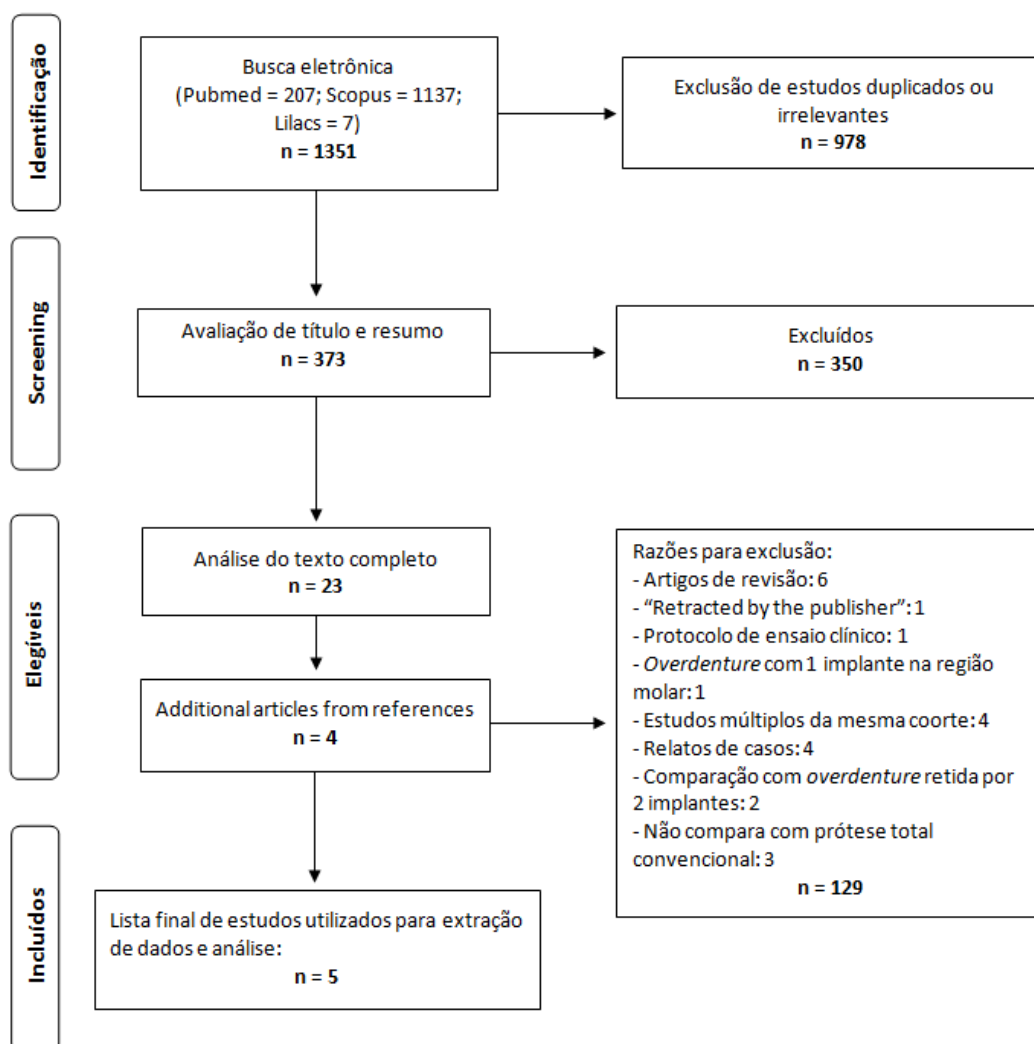 Identificação
Busca eletrônica
(Pubmed = 207; Scopus = 1137;
Lilacs = 7)
n = 1351
Exclusão de estudos duplicados ou
irrelevantes
n = 978
Screening
Avaliação de título e resumo
n = 373
Excluídos
n = 350
Elegíveis
Análise do texto completo
n = 23
Additional articles from references
n = 4
Razões para exclusão:
- Artigos de revisão: 6
- “Retracted by the publisher”: 1
- Protocolo de ensaio clínico: 1
- Overdenture com 1 implante na região
molar: 1
- Estudos múltiplos da mesma coorte: 4
- Relatos de casos: 4
- Comparação com overdenture retida por
2 implantes: 2
- Não compara com prótese total
convencional: 3
n = 129
Incluídos
Lista final de estudos utilizados para extração
de dados e análise:
n = 5